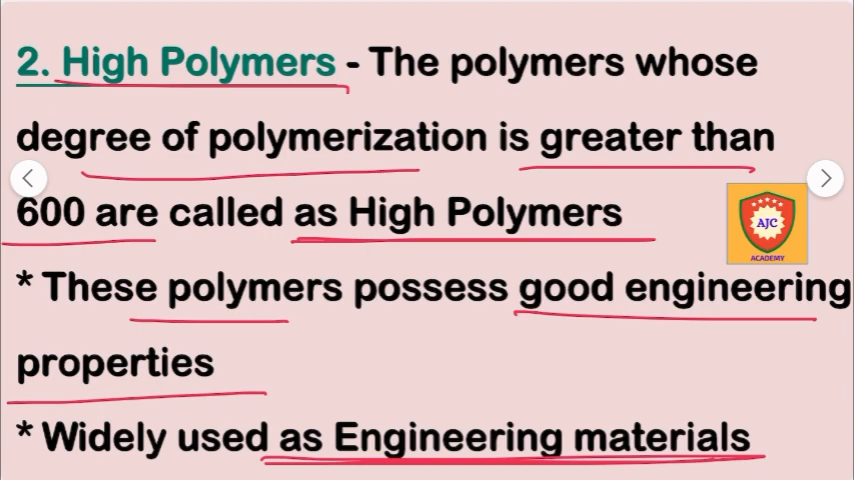 2. High Polymers - The polymers whose
degree of polymerization is greater than
600 are called as High Polymers
AJC
ACADEMY
* These polymers possess good engineering
properties
* Widely used as Engineering materials